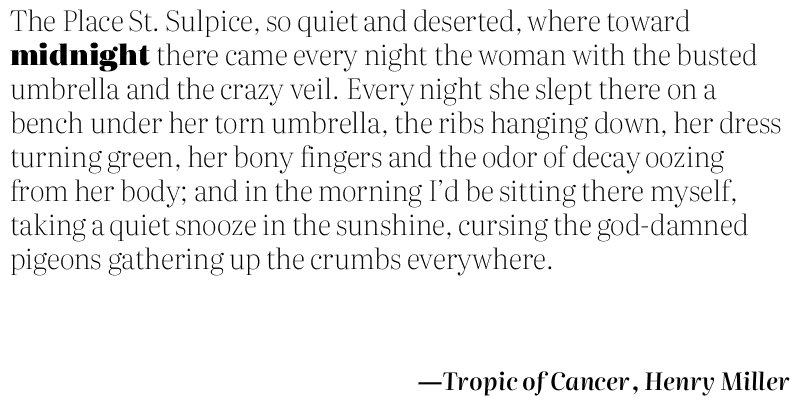 The Place St. Sulpice, so quiet and deserted, where toward
midnight there came every night the woman with the busted
umbrella and the crazy veil. Every night she slept there on a
bench under her torn umbrella, the ribs hanging down, her dress
turning green, her bony fingers and the odor of decay oozing
from her body; and in the morning I’d be sitting there myself,
taking a quiet snooze in the sunshine, cursing the god-damned
pigeons gathering up the crumbs everywhere.
—Tropic of Cancer, Henry Miller